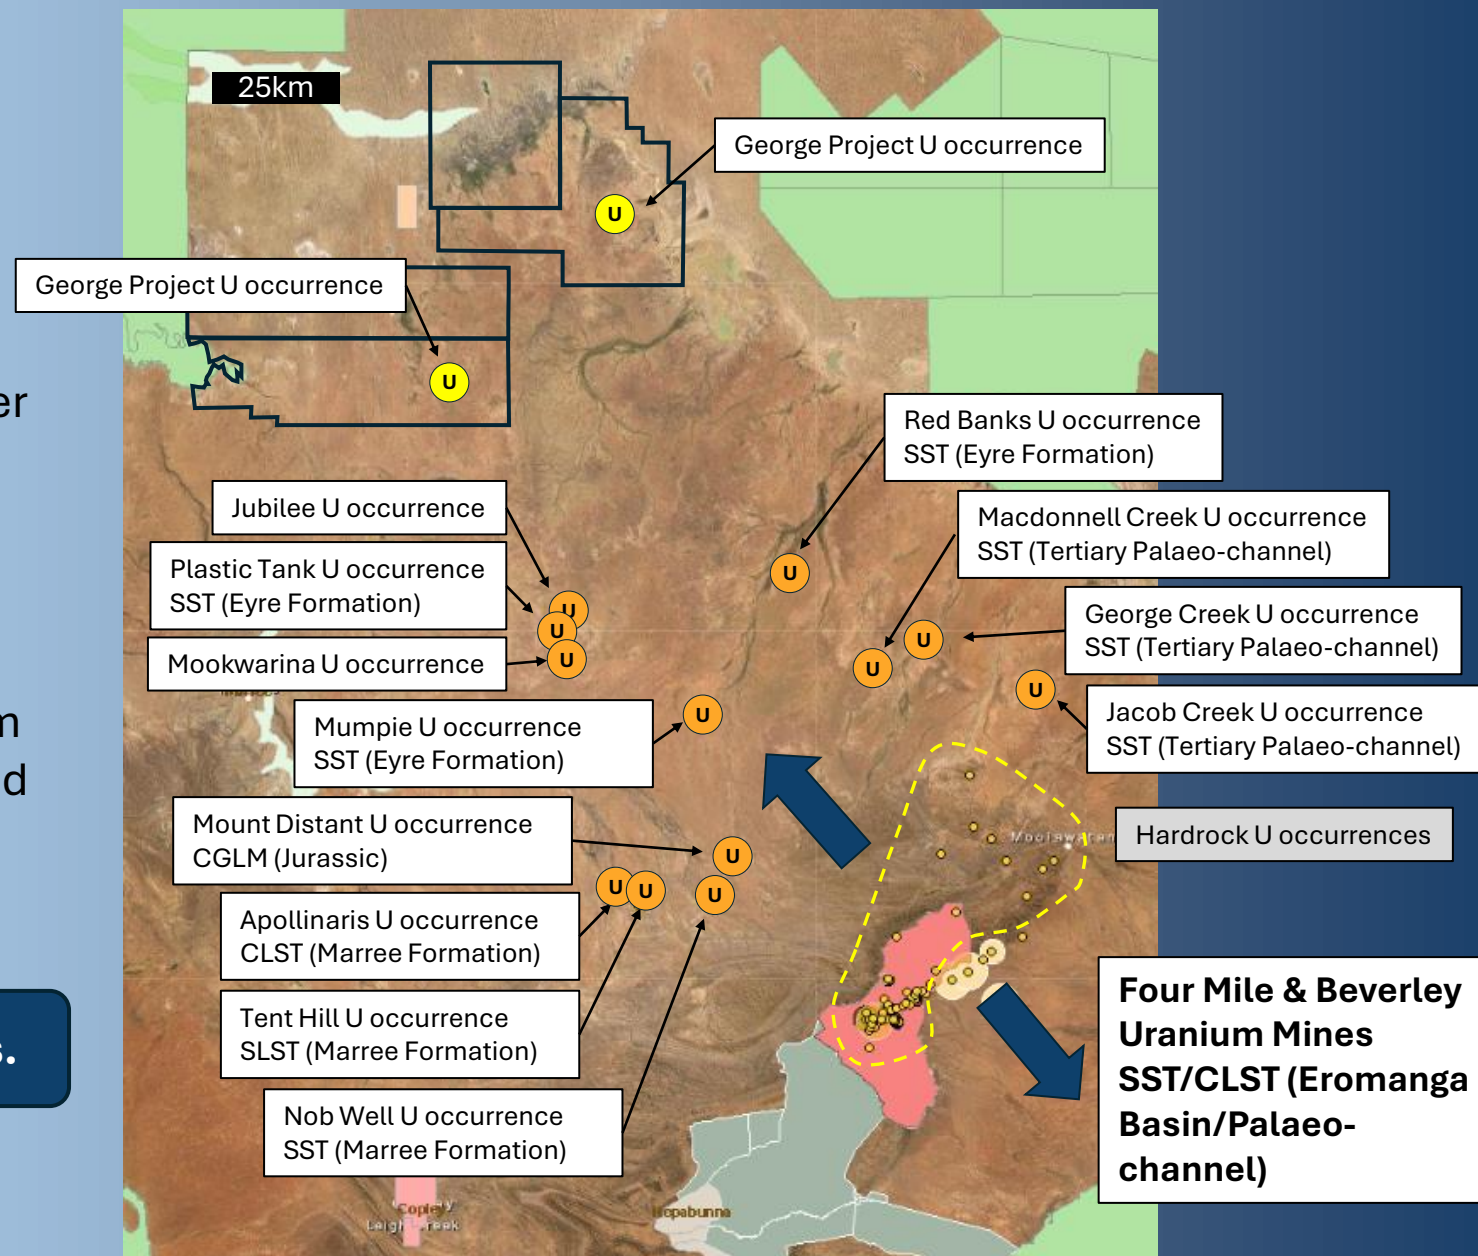 25km
George Project U occurrence
U
George Project U occurrence
U
er
Red Banks U occurrence
SST (Eyre Formation)
U
Jubilee U occurrence
U
Macdonnell Creek U occurrence
SST (Tertiary Palaeo-channel)
U
Plastic Tank U occurrence
SST (Eyre Formation)
U
George Creek U occurrence
SST (Tertiary Palaeo-channel)
U
Mookwarina U occurrence
U
Jacob Creek U occurrence
SST (Tertiary Palaeo-channel)
U
m
d
Mumpie U occurrence
SST (Eyre Formation)
U
Mount Distant U occurrence
CGLM (Jurassic)
U
Hardrock U occurrences
Apollinaris U occurrence
CLST (Marree Formation)
U
U
U
Tent Hill U occurrence
SLST (Marree Formation)
s.
Four Mile & Beverley
Uranium Mines
SST/CLST (Eromanga
Basin/Palaeo-
channel)
Nob Well U occurrence
SST (Marree Formation)
Copley
Leigh Creek